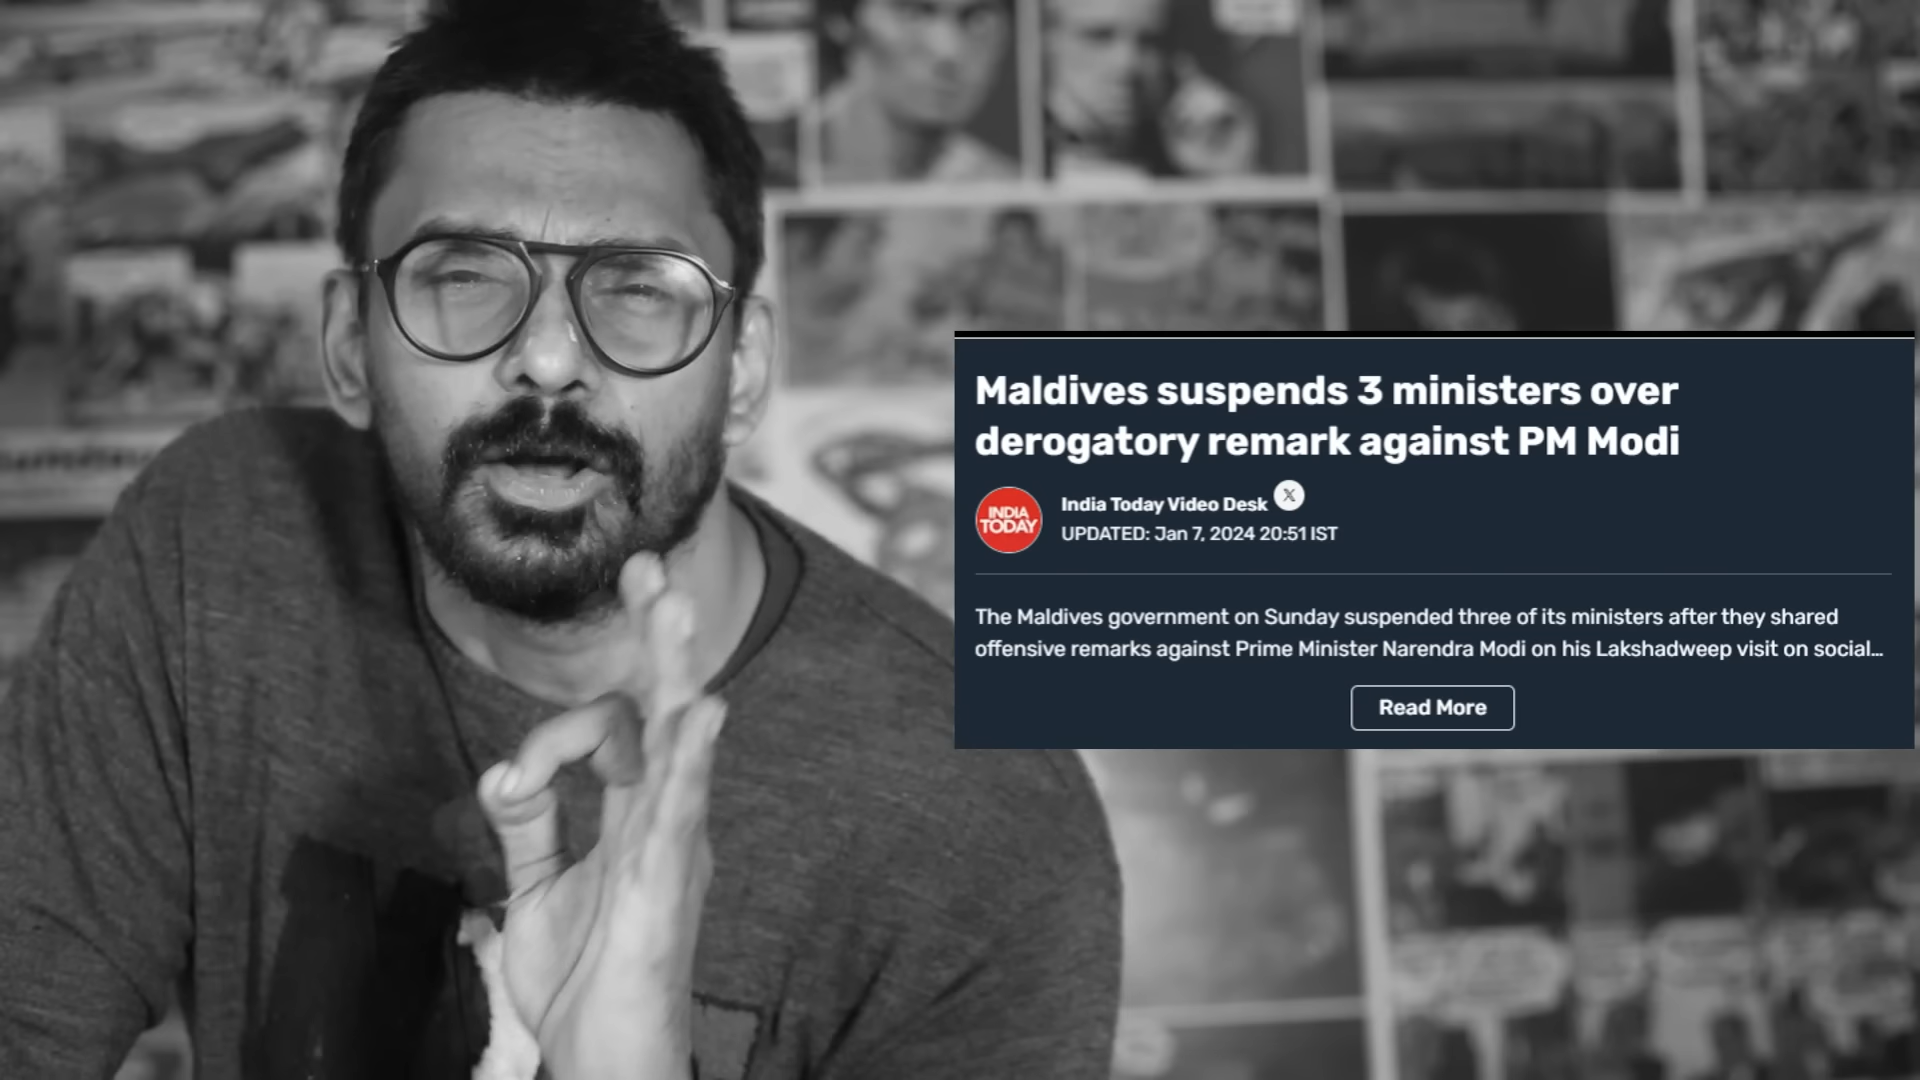 Maldives suspends 3 ministers over
derogatory remark against PM Modi
INDIA
TODAY
India Today Video Desk X
UPDATED: Jan 7, 2024 20:51 IST
The Maldives government on Sunday suspended three of its ministers after they shared
offensive remarks against Prime Minister Narendra Modi on his Lakshadweep visit on social...
Read More